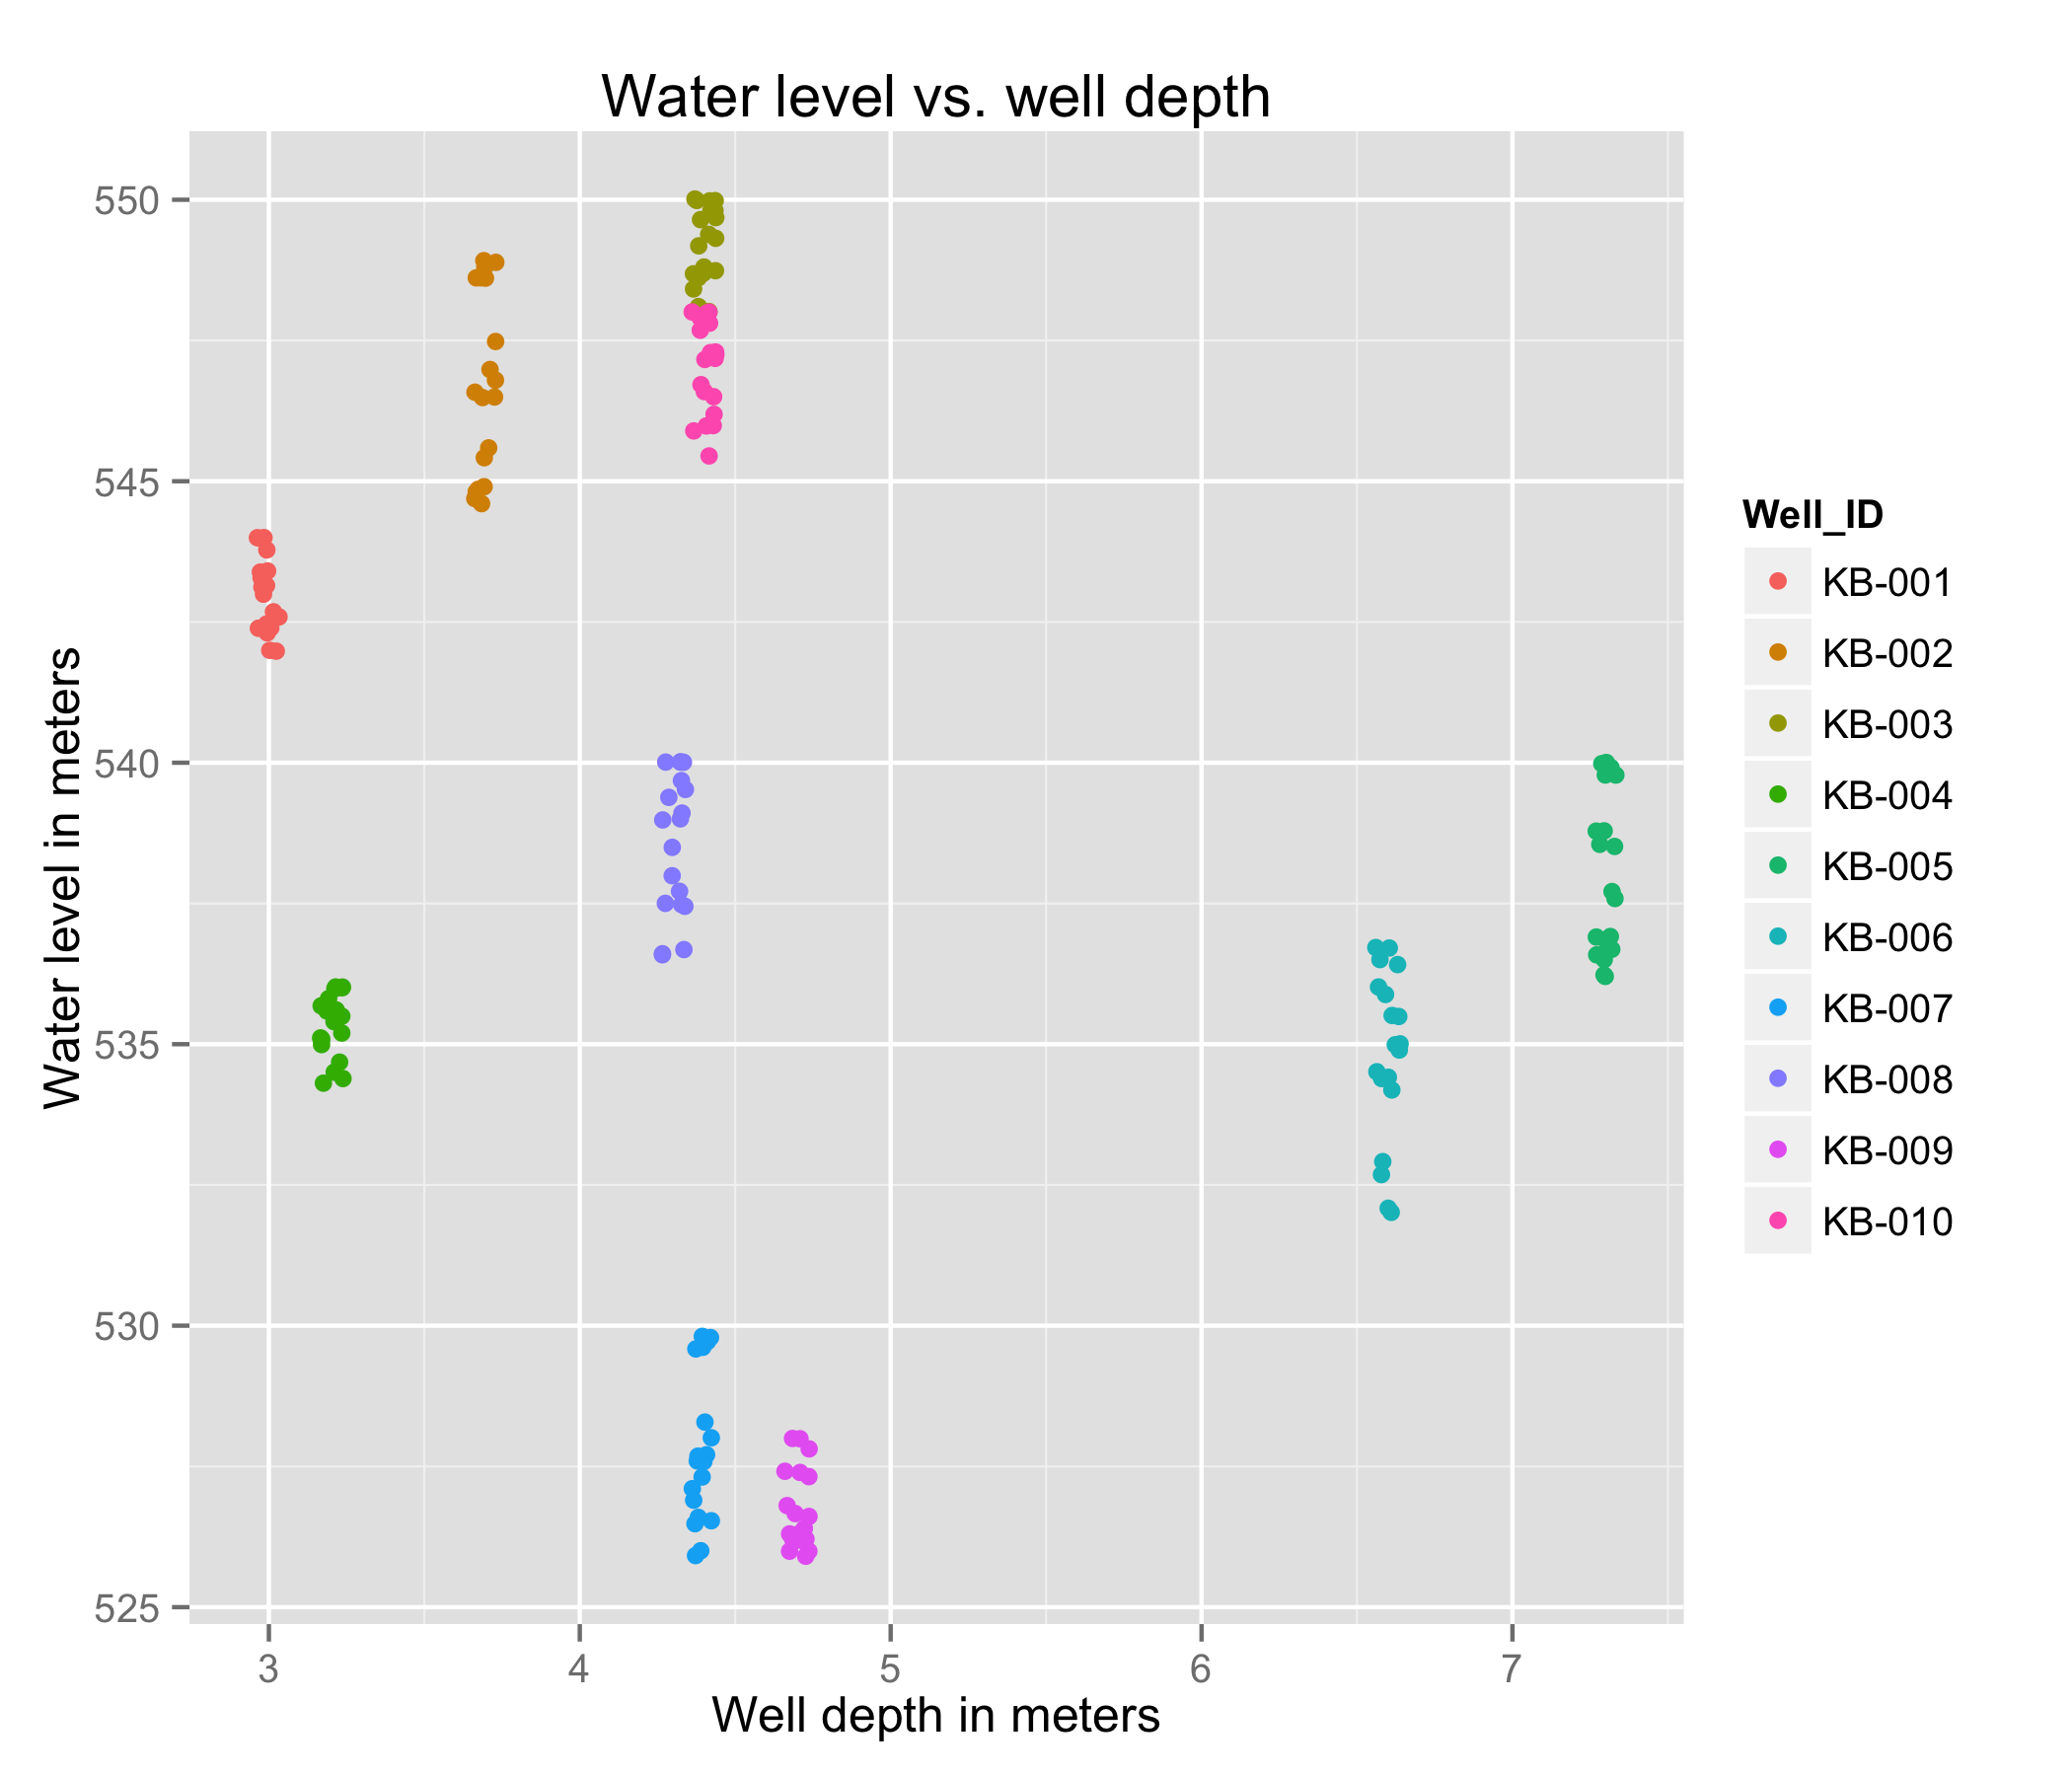 Water level vs. well depth
550
545
540
535
530
525
Water level in meters
3 4 5 6 7
Well depth in meters
Well_ID
KB-001
KB-002
KB-003
KB-004
KB-005
KB-006
KB-007
KB-008
KB-009
KB-010